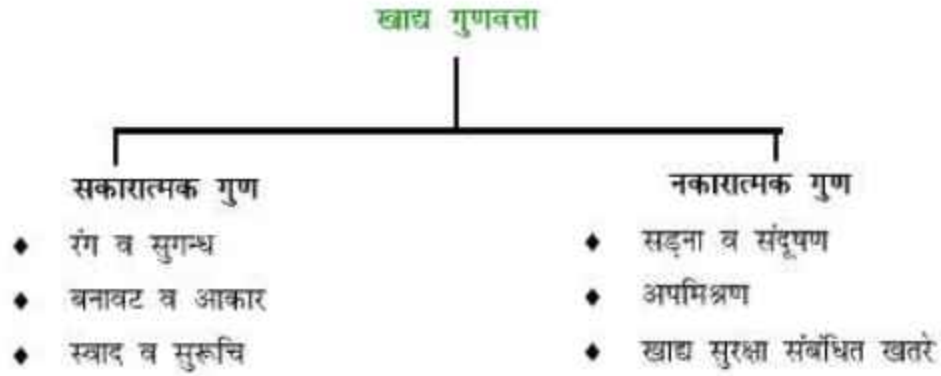 खाद्य गुणवत्ता
सकारात्मक गुण
♦ रंग व सुगन्ध
♦ बनावट व आकार
♦ स्वाद व सुरूचि
नकारात्मक गुण
♦ सड़ना व संदूषण
♦ अपमिश्रण
♦ खाद्य सुरक्षा संबंधित खतरे